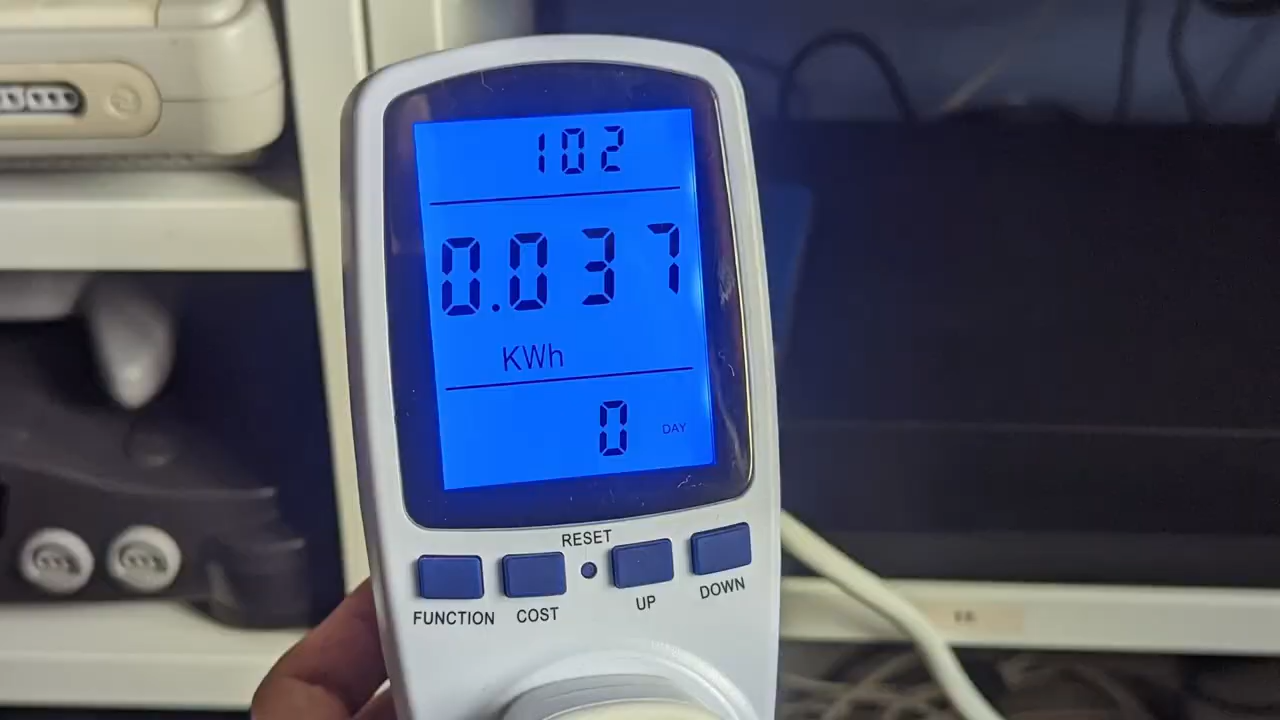 102
0.037
KWh
0 DAY
RESET
FUNCTION COST UP DOWN